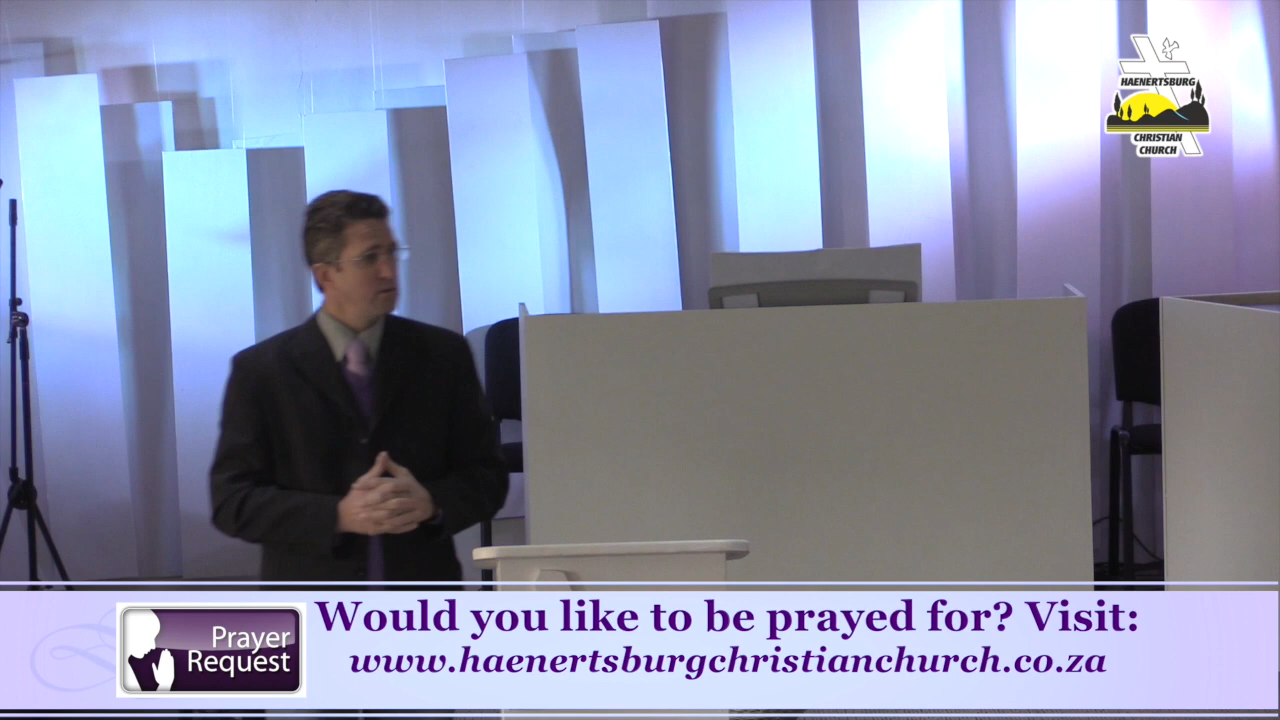 HAENERTSBURG
CHRISTIAN
CHURCH
Would you like to be prayed for? Visit:
www.haenertsburgchristianchurch.co.za
Prayer
Request